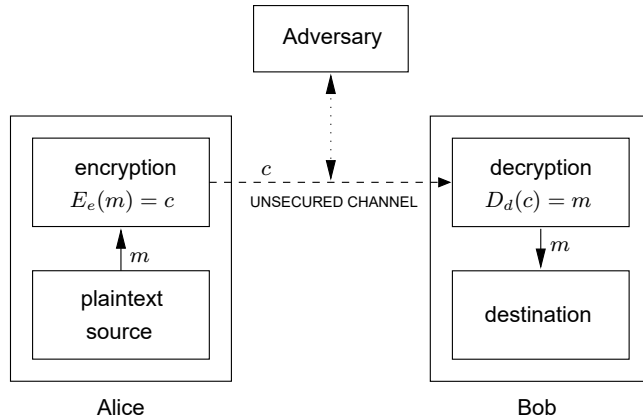 Adversary
encryption
E_e(m) = c
c
UNSECURED CHANNEL
decryption
D_d(c) = m
m
m
plaintext
source
destination
Alice
Bob